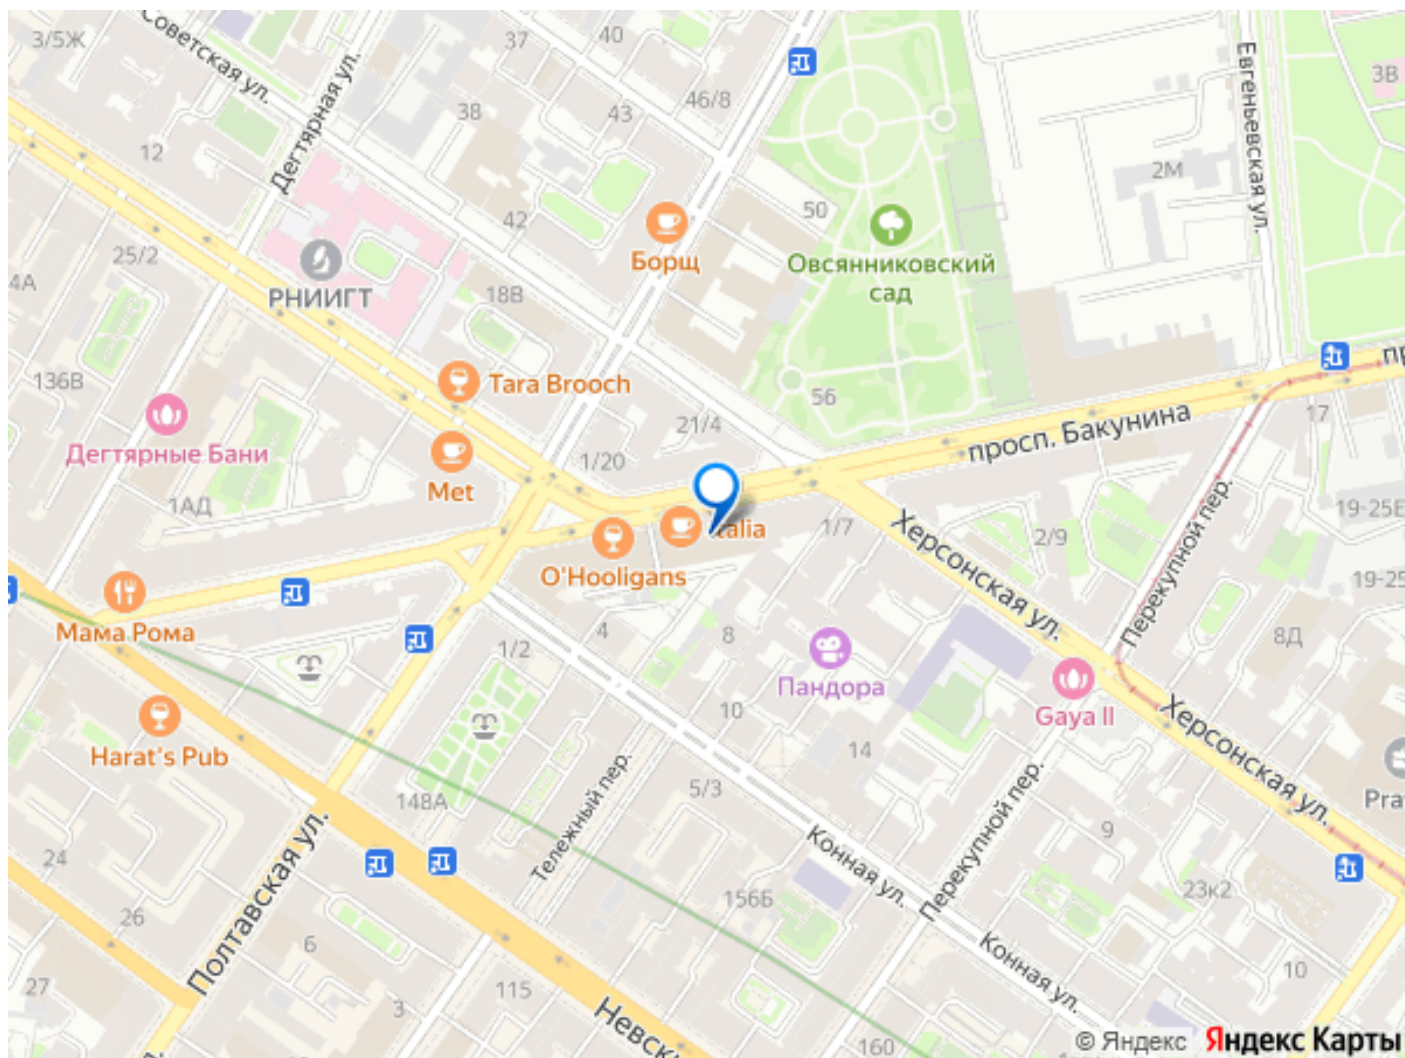 3/5Ж
Советская ул.
37
40
Дегтярная ул.
46/8
38
43
12
Евгеньевская ул.
3В
2М
42
50
Борщ
Овсянниковский
сад
25/2
4А
РНИИГТ
18В
136В
Tara Brooch
56
17
Дегтярные Бани
Met
21/4
1/20
просп. Бакунина
1АД
talia
O'Hooligans
1/7
Херсонская ул.
2/9
Перекупной пер.
19-25Е
19-25
Мама Рома
4
8
8Д
1/2
Пандора
Gaya II
Harat's Pub
10
14
Херсонская ул.
148А
5/3
Тележный пер.
Перекупной пер.
Pra
24
Полтавская ул.
Конная ул.
9
156Б
23к2
26
6
Конная ул.
10
27
3
115
Невск
160
© Яндекс
Яндекс Карты